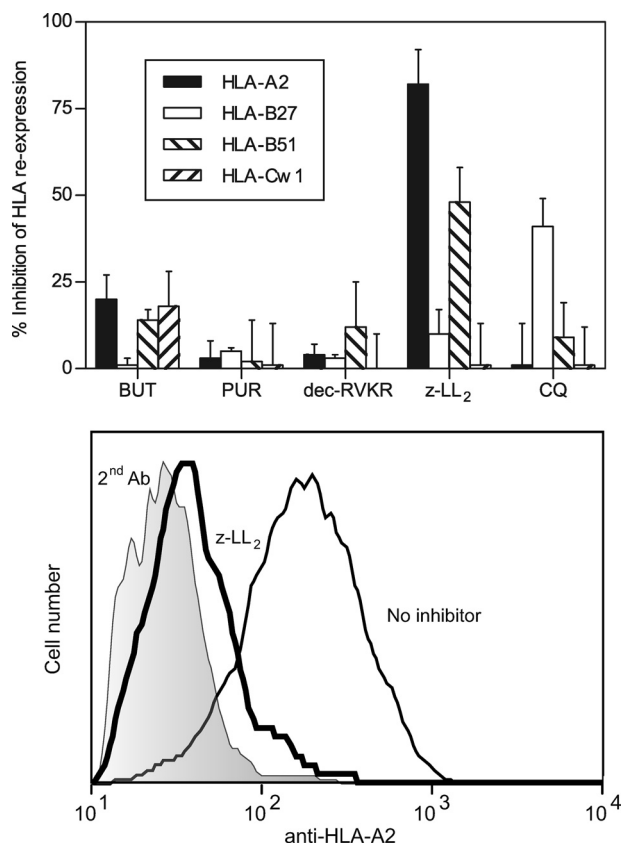 % Inhibition of HLA re-expression
100
75
50
25
0
HLA-A2
HLA-B27
HLA-B51
HLA-Cw1
BUT PUR dec-RVKR z-LL2 CQ
Cell number
2nd Ab
z-LL2
No inhibitor
10^1 10^2 10^3 10^4
anti-HLA-A2